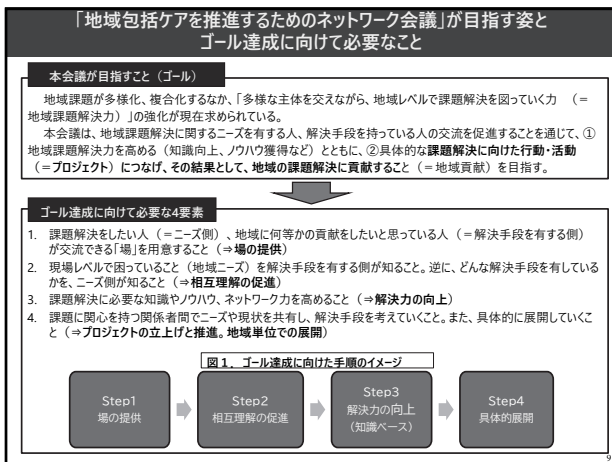 「地域包括ケアを推進するためのネットワーク会議」が目指す姿と
ゴール達成に向けて必要なこと
本会議が目指すこと（ゴール）
地域課題が多様化、複合化するなか、「多様な主体を交えながら、地域レベルで課題解決を図っていく力　（＝
地域課題解決力）」の強化が現在求められている。
本会議は、地域課題解決に関するニーズを有する人、解決手段を持っている人の交流を促進することを通じて、①
地域課題解決力を高める（知識向上、ノウハウ獲得など）とともに、②具体的な課題解決に向けた行動・活動
（＝プロジェクト）につなげ、その結果として、地域の課題解決に貢献すること（＝地域貢献）を目指す。
ゴール達成に向けて必要な4要素
1. 課題解決をしたい人（＝ニーズ側）、地域に何等かの貢献をしたいと思っている人（＝解決手段を有する側）
が交流できる「場」を用意すること（⇒場の提供）
2. 現場レベルで困っていること（地域ニーズ）を解決手段を有する側が知ること。逆に、どんな解決手段を有している
かを、ニーズ側が知ること（⇒相互理解の促進）
3. 課題解決に必要な知識やノウハウ、ネットワーク力を高めること（⇒解決力の向上）
4. 課題に関心を持つ関係者間でニーズや現状を共有し、解決手段を考えていくこと。また、具体的に展開していくこ
と（⇒プロジェクトの立上げと推進。地域単位での展開）
図１．ゴール達成に向けた手順のイメージ
Step1
場の提供
Step2
相互理解の促進
Step3
解決力の向上
（知識ベース）
Step4
具体的展開
9